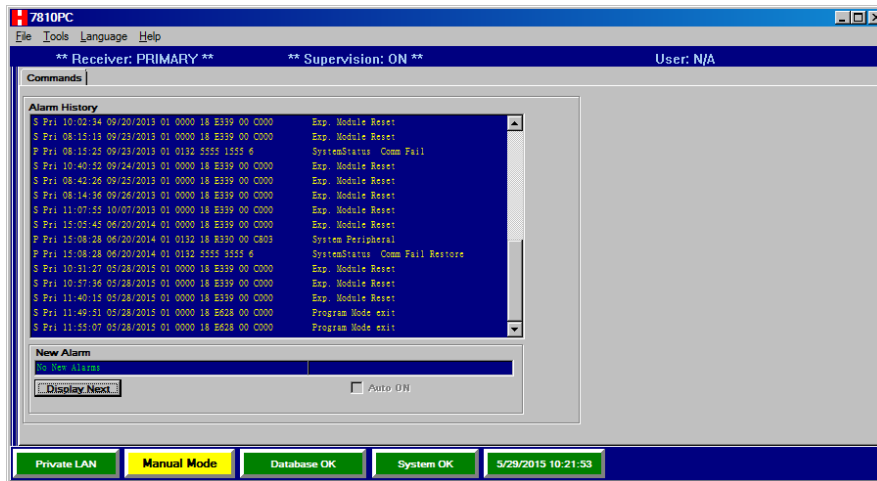 7810PC
File Tools Language Help
** Receiver: PRIMARY ** ** Supervision: ON ** User: N/A
Commands
Alarm History
S Pri 10:02:34 09/20/2013 01 0000 18 E339 00 C000 Exp. Module Reset
S Pri 08:15:13 09/23/2013 01 0000 18 E339 00 C000 Exp. Module Reset
P Pri 08:15:25 09/23/2013 01 0132 5555 1555 6 SystemStatus Comm Fail
S Pri 10:40:52 09/24/2013 01 0000 18 E339 00 C000 Exp. Module Reset
S Pri 08:42:26 09/25/2013 01 0000 18 E339 00 C000 Exp. Module Reset
S Pri 08:14:36 09/26/2013 01 0000 18 E339 00 C000 Exp. Module Reset
S Pri 11:07:55 10/07/2013 01 0000 18 E339 00 C000 Exp. Module Reset
S Pri 15:05:45 06/20/2014 01 0000 18 E339 00 C000 Exp. Module Reset
P Pri 15:08:28 06/20/2014 01 0132 18 R330 00 C803 System Peripheral
P Pri 15:08:28 06/20/2014 01 0132 5555 3555 6 SystemStatus Comm Fail Restore
S Pri 10:31:27 05/28/2015 01 0000 18 E339 00 C000 Exp. Module Reset
S Pri 10:57:36 05/28/2015 01 0000 18 E339 00 C000 Exp. Module Reset
S Pri 11:40:15 05/28/2015 01 0000 18 E339 00 C000 Exp. Module Reset
S Pri 11:49:51 05/28/2015 01 0000 18 E628 00 C000 Program Mode exit
S Pri 11:55:07 05/28/2015 01 0000 18 E628 00 C000 Program Mode exit
New Alarm
No New Alarms
Display Next Auto ON
Private LAN Manual Mode Database OK System OK 5/29/2015 10:21:53